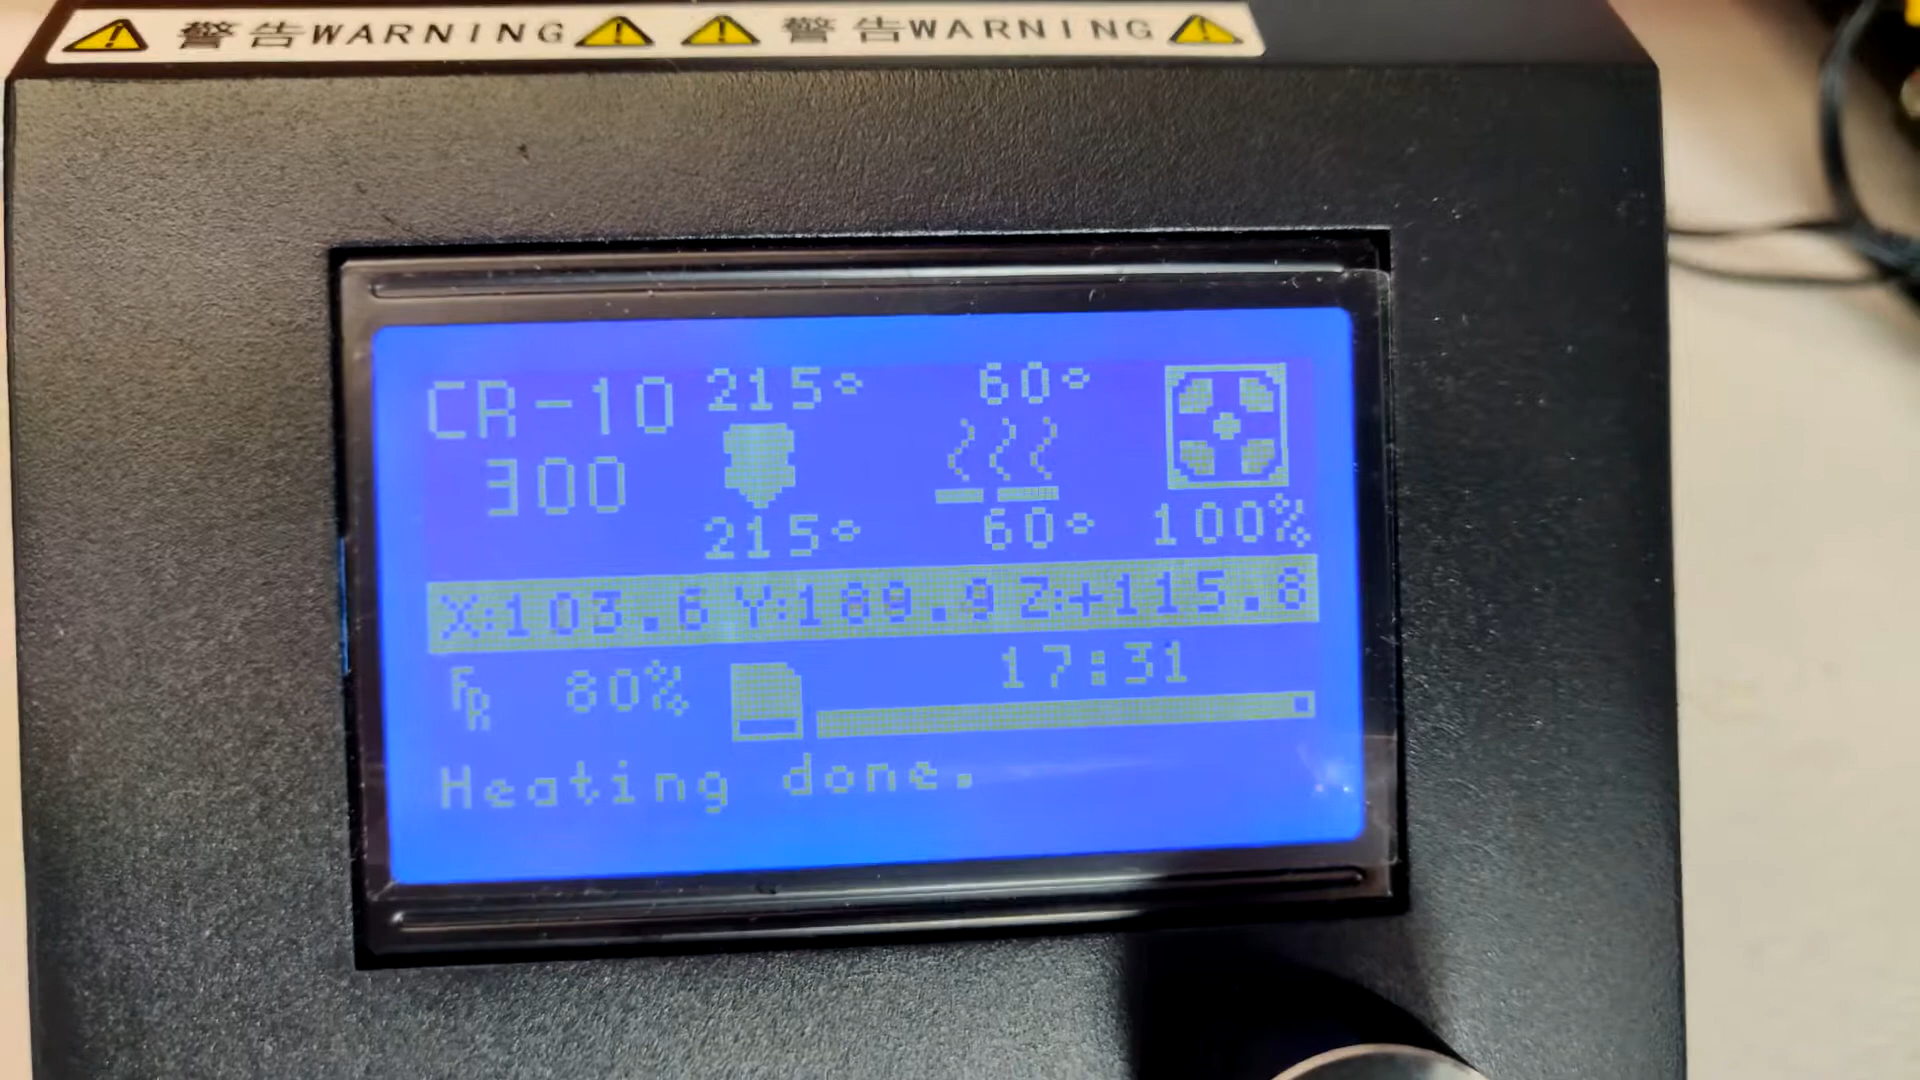 警告WARNING 警告WARNING
CR-10 215° 60°
300
215° 60° 100%
X:103.6 Y:189.9 Z:+115.8
FR 80% 17:31
Heating done.